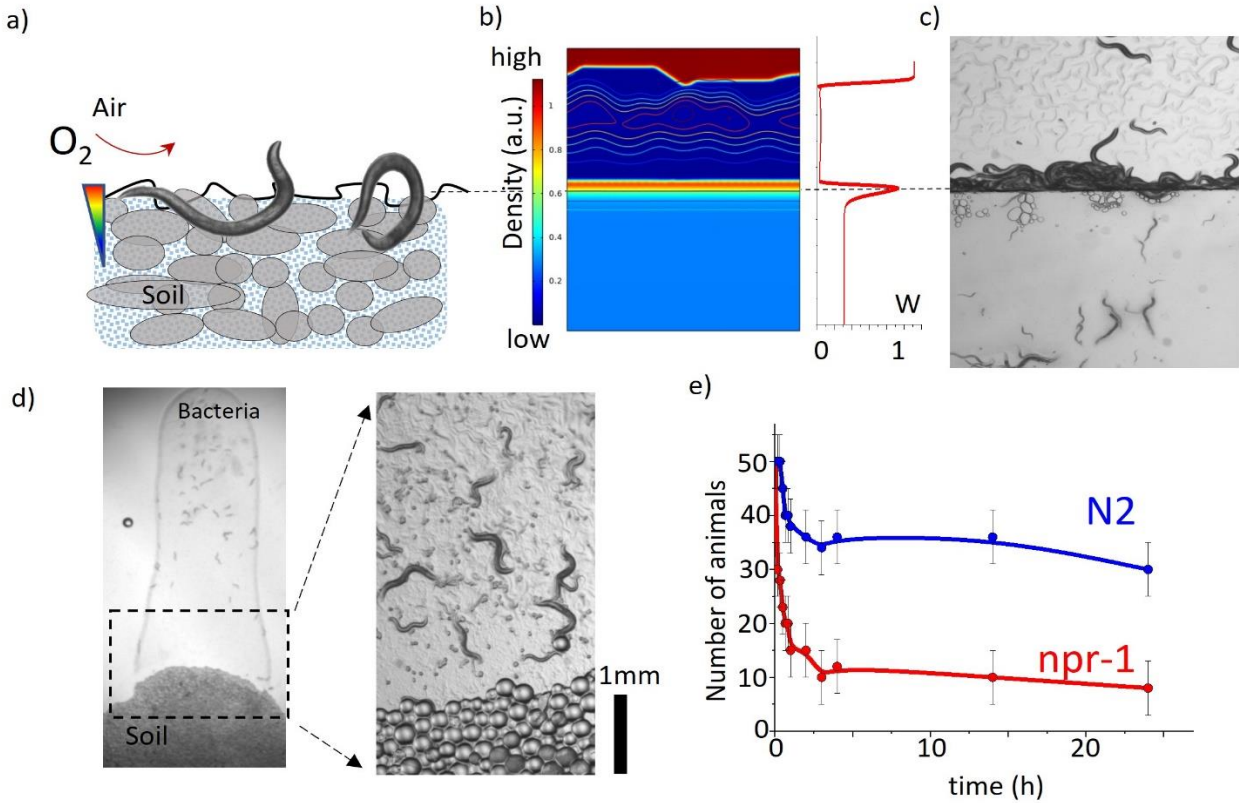 a)
Air
O2
Soil
b)
high
Density (a.u.)
1
0.8
0.6
0.4
0.2
low
W
0
1
c)
d)
Bacteria
Soil
1mm
e)
Number of animals
50
40
30
20
10
0
N2
npr-1
0
10
20
time (h)